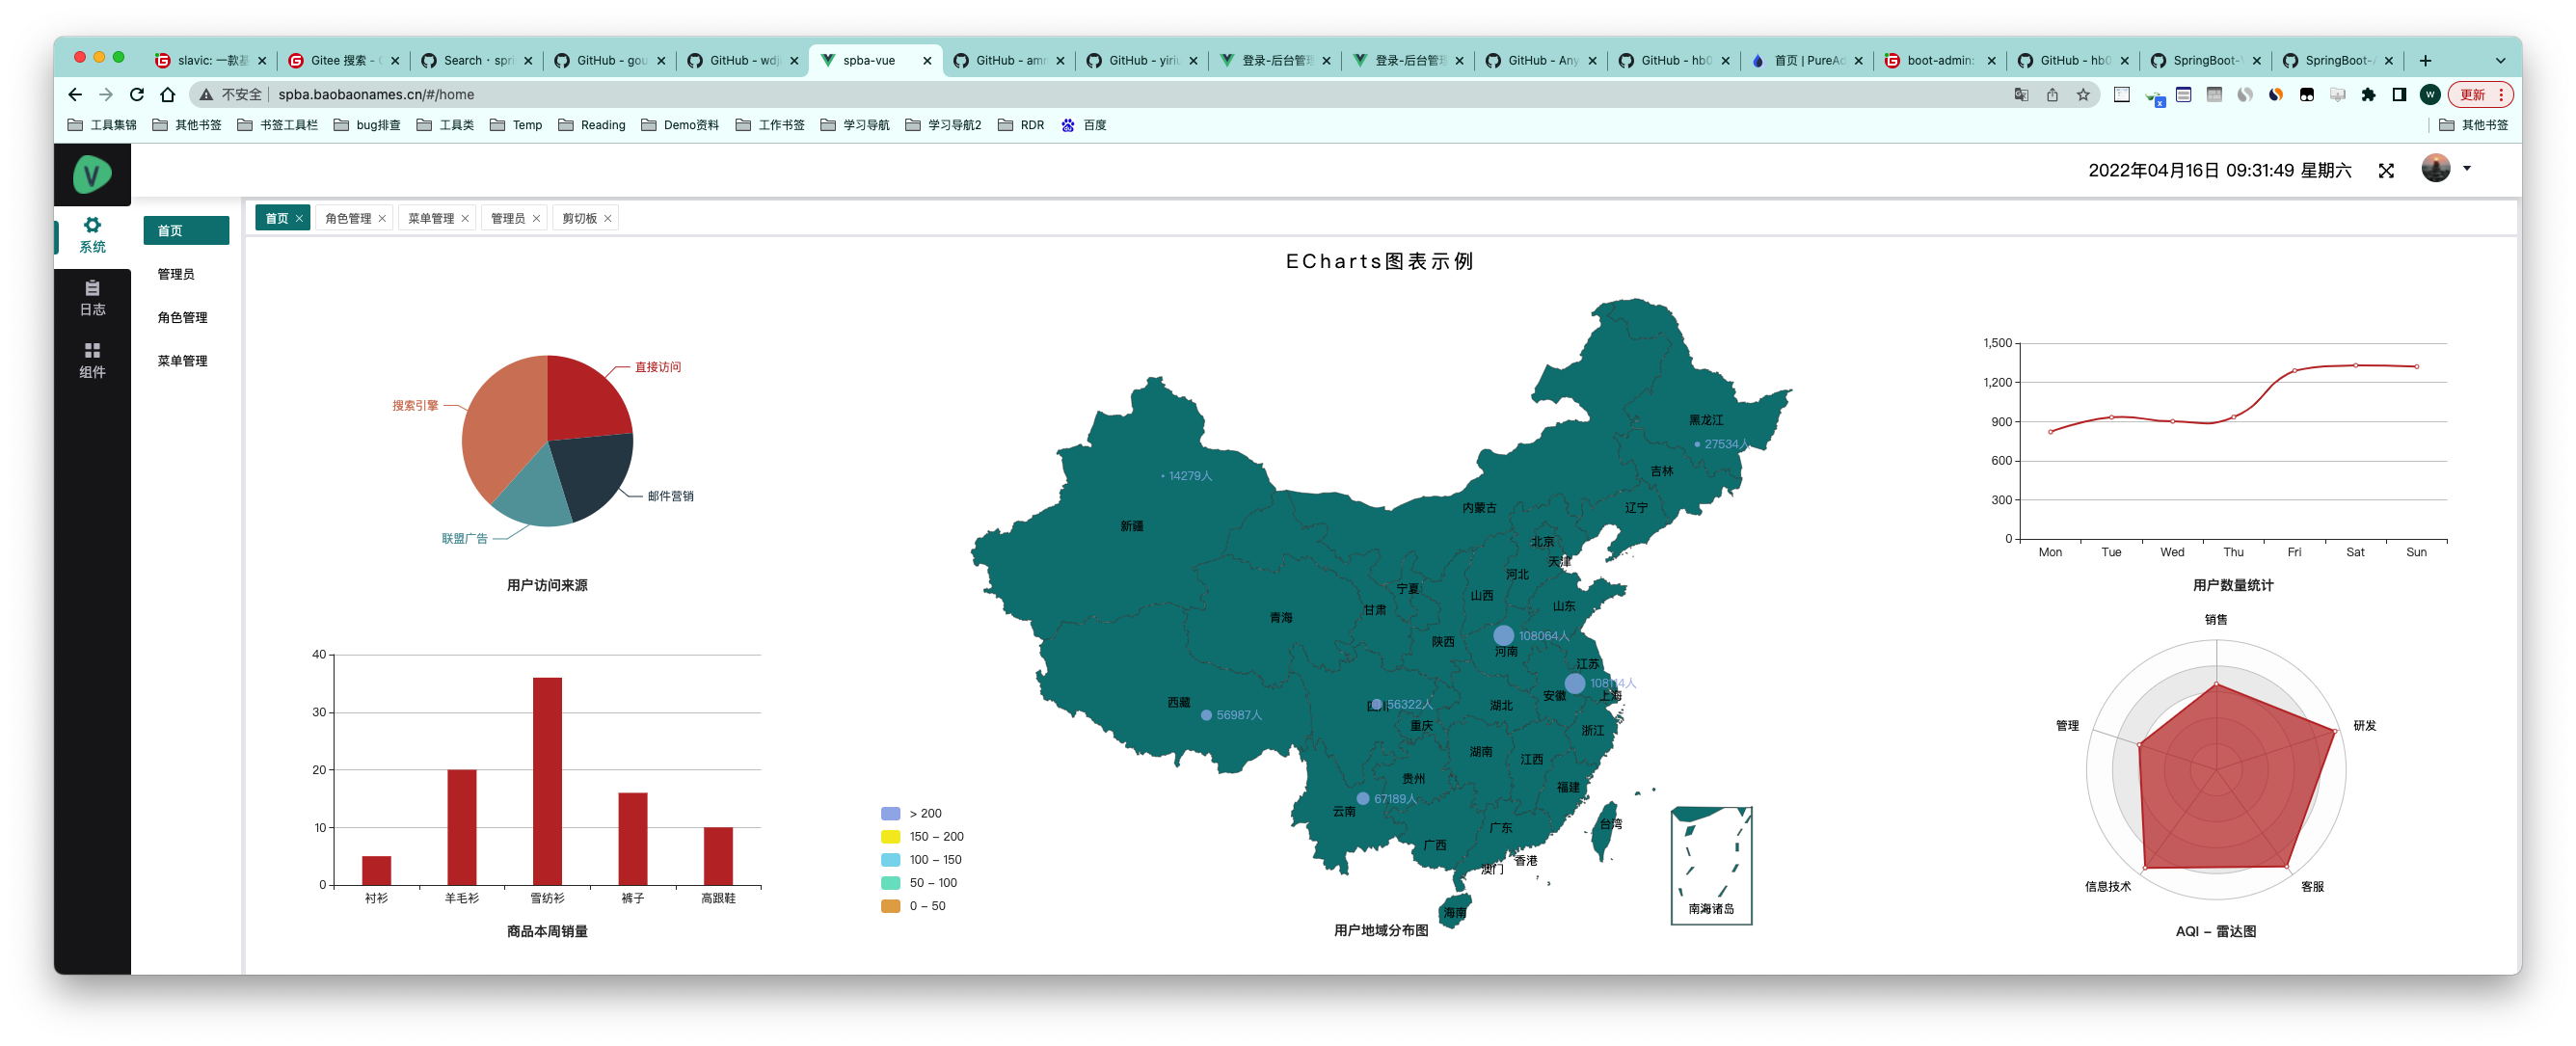 slavic: 一款基
Gitee 搜索 -
Search · spri
GitHub - gou
GitHub - wdji
spba-vue
GitHub - amr
GitHub - yiriu
登录-后台管理
登录-后台管理
GitHub - Any
GitHub - hb0
首页 | PureAd
boot-admin:
GitHub - hb0
SpringBoot-
SpringBoot-
不安全 spba.baobaonames.cn/#/home
W
更新
工具集锦
其他书签
书签工具栏
bug排查
工具类
Temp
Reading
Demo资料
工作书签
学习导航
学习导航2
RDR
百度
其他书签
V
2022年04月16日 09:31:49 星期六
系统
日志
组件
首页
管理员
角色管理
菜单管理
首页
角色管理
菜单管理
管理员
剪切板
ECharts图表示例
直接访问
搜索引擎
邮件营销
联盟广告
用户访问来源
40
30
20
10
0
衬衫
羊毛衫
雪纺衫
裤子
高跟鞋
商品本周销量
黑龙江
27534人
吉林
14279人
内蒙古
辽宁
新疆
北京
天津
河北
宁夏
山西
甘肃
山东
青海
陕西
108064人
河南
江苏
108114人
安徽
上海
西藏
56987人
四川
56322人
湖北
重庆
浙江
湖南
江西
贵州
福建
67189人
云南
台湾
广东
广西
香港
澳门
海南
南海诸岛
> 200
150 – 200
100 – 150
50 – 100
0 – 50
用户地域分布图
1,500
1,200
900
600
300
0
Mon
Tue
Wed
Thu
Fri
Sat
Sun
用户数量统计
销售
管理
研发
信息技术
客服
AQI – 雷达图